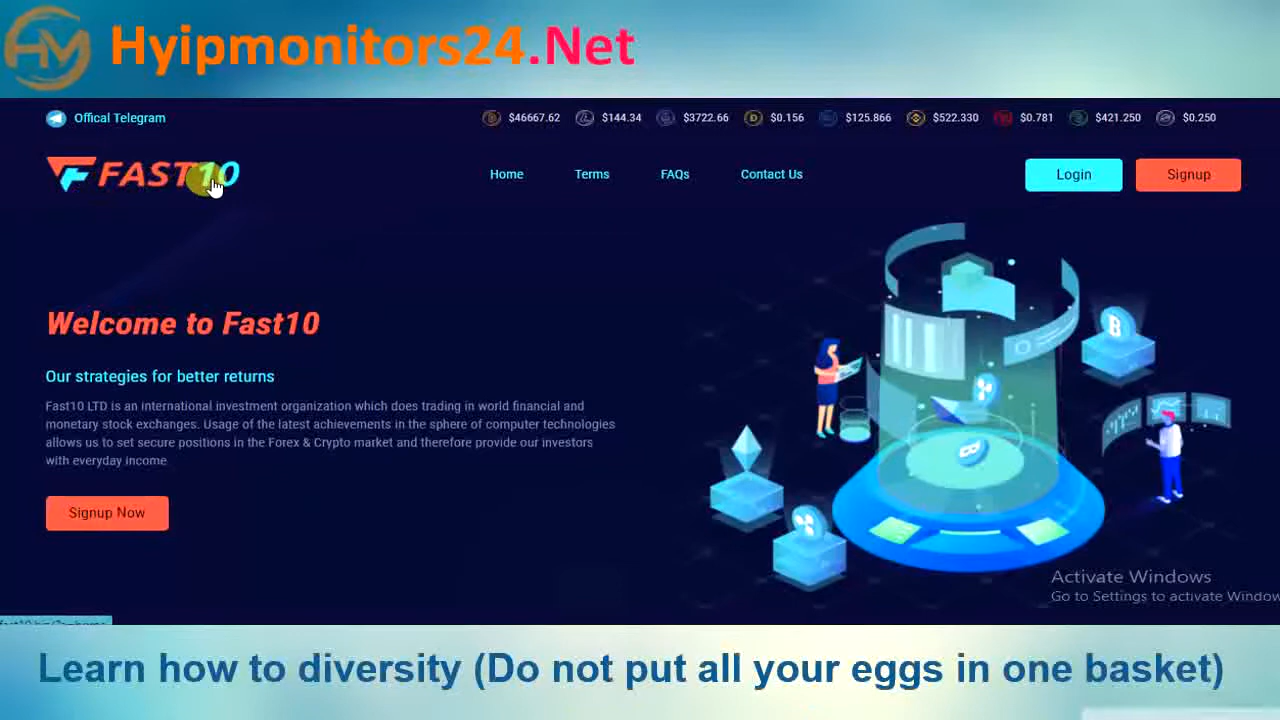 HM Hyipmonitors24.Net
Offical Telegram
$46667.62 $144.34 $3722.66 $0.156 $125.866 $522.330 $0.781 $421.250 $0.250
FAST10
Home Terms FAQs Contact Us
Login Signup
Welcome to Fast10
Our strategies for better returns
Fast10 LTD is an international investment organization which does trading in world financial and
monetary stock exchanges. Usage of the latest achievements in the sphere of computer technologies
allows us to set secure positions in the Forex & Crypto market and therefore provide our investors
with everyday income
Signup Now
Activate Windows
Go to Settings to activate Window
Learn how to diversity (Do not put all your eggs in one basket)